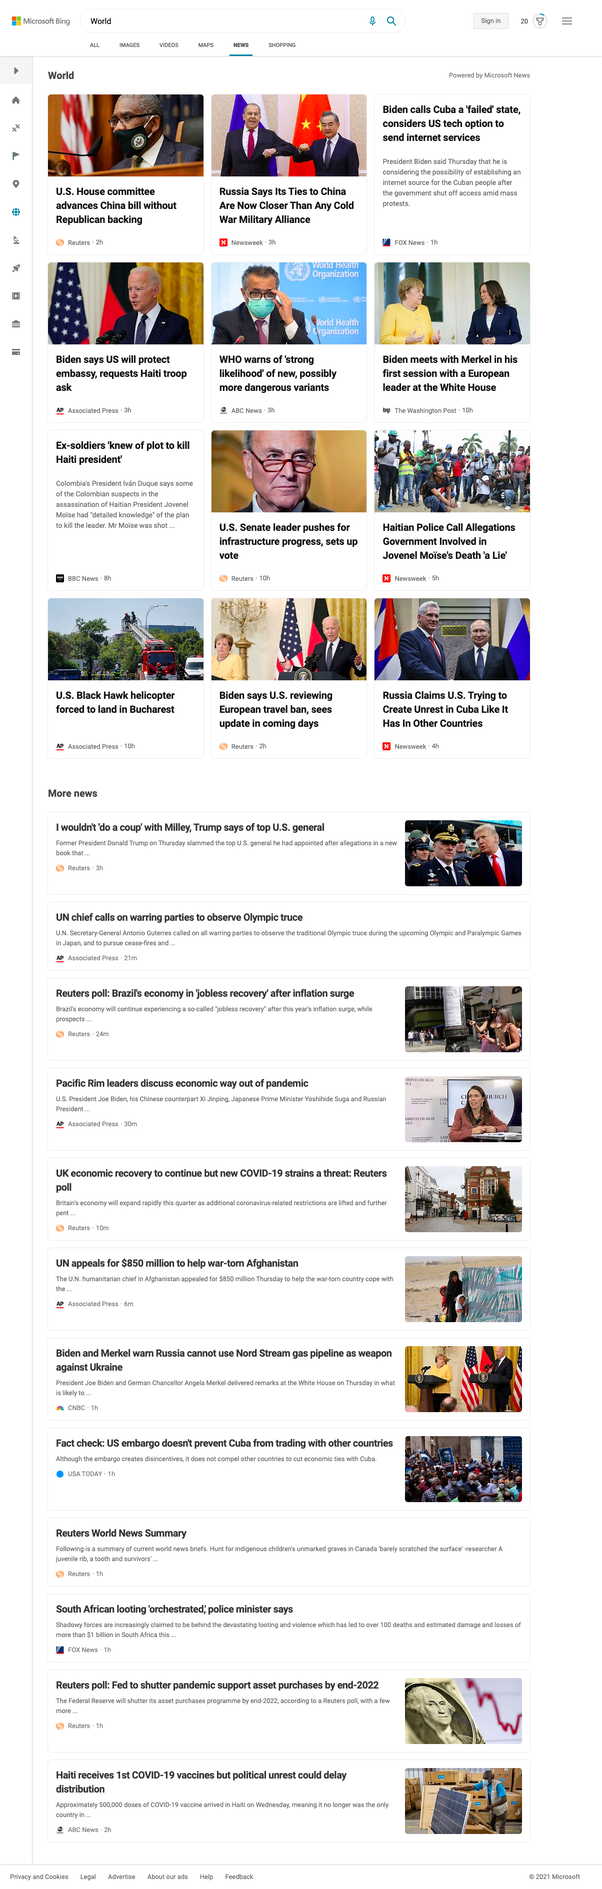 Microsoft Bing
World
Sign in
20
ALL
IMAGES
VIDEOS
MAPS
NEWS
SHOPPING
World
Powered by Microsoft News
U.S. House committee
advances China bill without
Republican backing
Reuters · 2h
Russia Says Its Ties to China
Are Now Closer Than Any Cold
War Military Alliance
Newsweek · 3h
Biden calls Cuba a 'failed' state,
considers US tech option to
send internet services
President Biden said Thursday that he is
considering the possibility of establishing an
internet source for the Cuban people after
the government shut off access amid mass
protests.
FOX News · 1h
Biden says US will protect
embassy, requests Haiti troop
ask
AP Associated Press · 3h
World Health
Organization
World Health
Organization
WHO warns of 'strong
likelihood' of new, possibly
more dangerous variants
ABC News · 3h
Biden meets with Merkel in his
first session with a European
leader at the White House
wp The Washington Post · 10h
Ex-soldiers 'knew of plot to kill
Haiti president'
Colombia's President Iván Duque says some
of the Colombian suspects in the
assassination of Haitian President Jovenel
Moïse had "detailed knowledge" of the plan
to kill the leader. Mr Moïse was shot ...
BBC News · 8h
U.S. Senate leader pushes for
infrastructure progress, sets up
vote
Reuters · 10h
Haitian Police Call Allegations
Government Involved in
Jovenel Moïse's Death 'a Lie'
Newsweek · 5h
U.S. Black Hawk helicopter
forced to land in Bucharest
AP Associated Press · 10h
Biden says U.S. reviewing
European travel ban, sees
update in coming days
Reuters · 2h
Russia Claims U.S. Trying to
Create Unrest in Cuba Like It
Has In Other Countries
Newsweek · 4h
More news
I wouldn't 'do a coup' with Milley, Trump says of top U.S. general
Former President Donald Trump on Thursday slammed the top U.S. general he had appointed after allegations in a new
book that ...
Reuters · 3h
UN chief calls on warring parties to observe Olympic truce
U.N. Secretary-General Antonio Guterres called on all warring parties to observe the traditional Olympic truce during the upcoming Olympic and Paralympic Games
in Japan, and to pursue cease-fires and ...
AP Associated Press · 21m
Reuters poll: Brazil's economy in 'jobless recovery' after inflation surge
Brazil's economy will continue experiencing a so-called "jobless recovery" after this year's inflation surge, while
prospects ...
Reuters · 24m
Pacific Rim leaders discuss economic way out of pandemic
U.S. President Joe Biden, his Chinese counterpart Xi Jinping, Japanese Prime Minister Yoshihide Suga and Russian
President ...
AP Associated Press · 30m
UK economic recovery to continue but new COVID-19 strains a threat: Reuters
poll
Britain's economy will expand rapidly this quarter as additional coronavirus-related restrictions are lifted and further
pent ...
Reuters · 10m
UN appeals for $850 million to help war-torn Afghanistan
The U.N. humanitarian chief in Afghanistan appealed for $850 million Thursday to help the war-torn country cope with
the ...
AP Associated Press · 6m
Biden and Merkel warn Russia cannot use Nord Stream gas pipeline as weapon
against Ukraine
President Joe Biden and German Chancellor Angela Merkel delivered remarks at the White House on Thursday in what
is likely to ...
CNBC · 1h
Fact check: US embargo doesn't prevent Cuba from trading with other countries
Although the embargo creates disincentives, it does not compel other countries to cut economic ties with Cuba.
USA TODAY · 1h
Reuters World News Summary
Following is a summary of current world news briefs. Hunt for indigenous children's unmarked graves in Canada 'barely scratched the surface' -researcher A
juvenile rib, a tooth and survivors' ...
Reuters · 1h
South African looting 'orchestrated', police minister says
Shadowy forces are increasingly claimed to be behind the devastating looting and violence which has led to over 100 deaths and estimated damage and losses of
more than $1 billion in South Africa this ...
FOX News · 1h
Reuters poll: Fed to shutter pandemic support asset purchases by end-2022
The Federal Reserve will shutter its asset purchases programme by end-2022, according to a Reuters poll, with a few
more ...
Reuters · 1h
Haiti receives 1st COVID-19 vaccines but political unrest could delay
distribution
Approximately 500,000 doses of COVID-19 vaccine arrived in Haiti on Wednesday, meaning it no longer was the only
country in ...
ABC News · 2h
Privacy and Cookies
Legal
Advertise
About our ads
Help
Feedback
© 2021 Microsoft